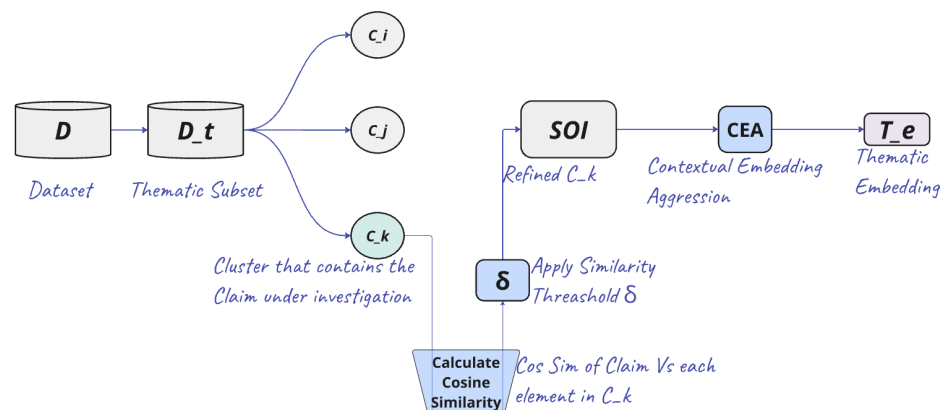 C_i
D
D_t
C_j
SOI
CEA
T_e
Dataset
Thematic Subset
Refined C_k
Contextual Embedding
Aggression
Thematic
Embedding
C_k
Cluster that contains the
Claim under investigation
δ
Apply Similarity
Threashold δ
Calculate
Cosine
Similarity
Cos Sim of Claim Vs each
element in C_k